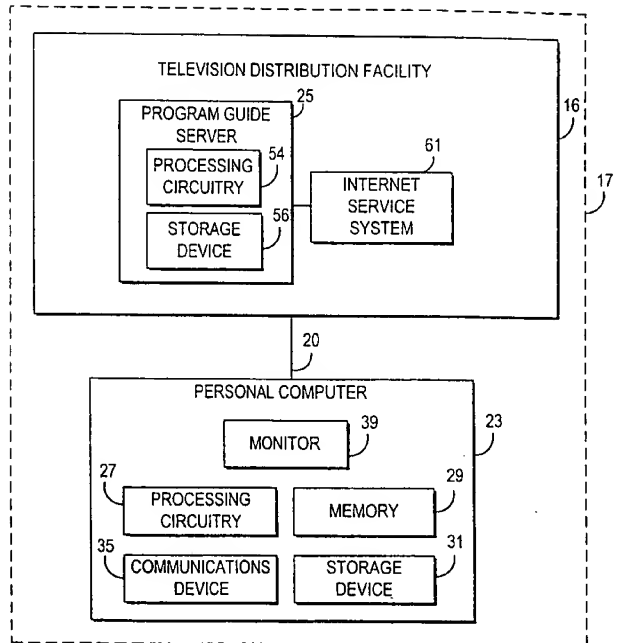 TELEVISION DISTRIBUTION FACILITY
25
PROGRAM GUIDE
SERVER
54
PROCESSING
CIRCUITRY
56
STORAGE
DEVICE
61
INTERNET
SERVICE
SYSTEM
16
17
20
PERSONAL COMPUTER
39
MONITOR
23
27
PROCESSING
CIRCUITRY
29
MEMORY
35
COMMUNICATIONS
DEVICE
31
STORAGE
DEVICE